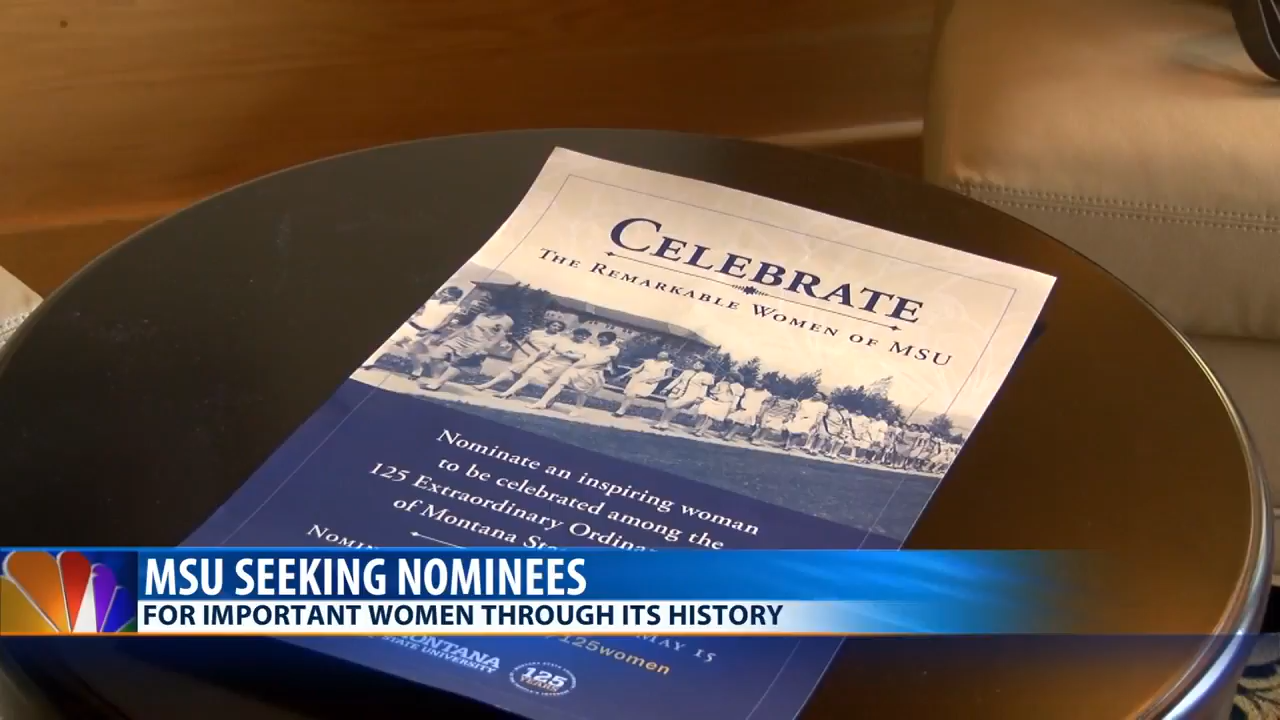 CELEBRATE
THE REMARKABLE WOMEN OF MSU
Nominate an inspiring woman
to be celebrated among the
125 Extraordinary
of Montana
MSU SEEKING NOMINEES
FOR IMPORTANT WOMEN THROUGH ITS HISTORY
MAY 15
/125women
MONTANA
STATE UNIVERSITY
125
YEARS